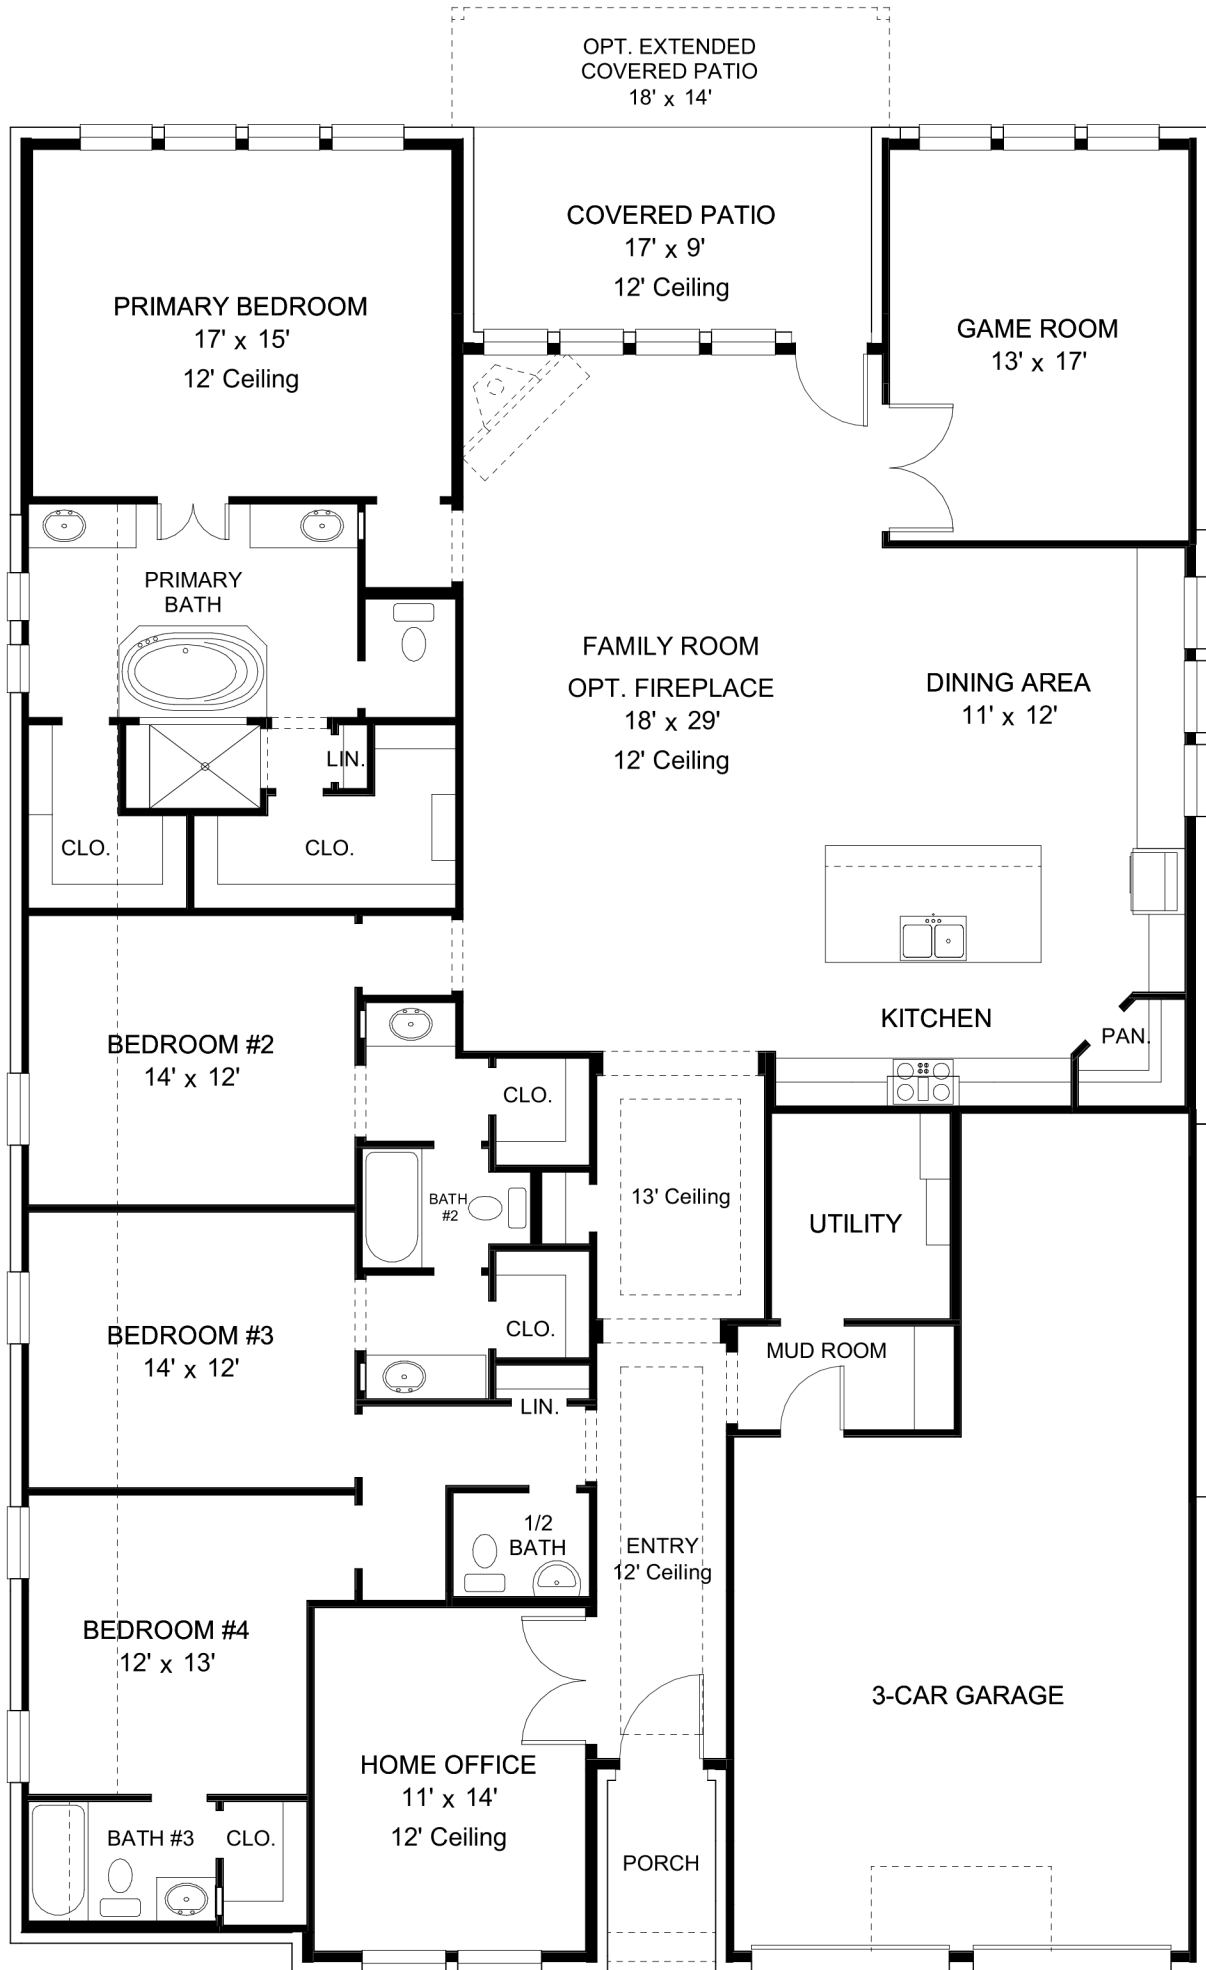 OPT. EXTENDED
COVERED PATIO
18' x 14'
COVERED PATIO
17' x 9'
12' Ceiling
PRIMARY BEDROOM
17' x 15'
12' Ceiling
GAME ROOM
13' x 17'
PRIMARY
BATH
FAMILY ROOM
OPT. FIREPLACE
18' x 29'
12' Ceiling
DINING AREA
11' x 12'
LIN.
CLO.
CLO.
KITCHEN
PAN.
BEDROOM #2
14' x 12'
CLO.
BATH
#2
13' Ceiling
UTILITY
BEDROOM #3
14' x 12'
CLO.
MUD ROOM
LIN.
1/2
BATH
ENTRY
12' Ceiling
BEDROOM #4
12' x 13'
3-CAR GARAGE
HOME OFFICE
11' x 14'
12' Ceiling
BATH #3
CLO.
PORCH